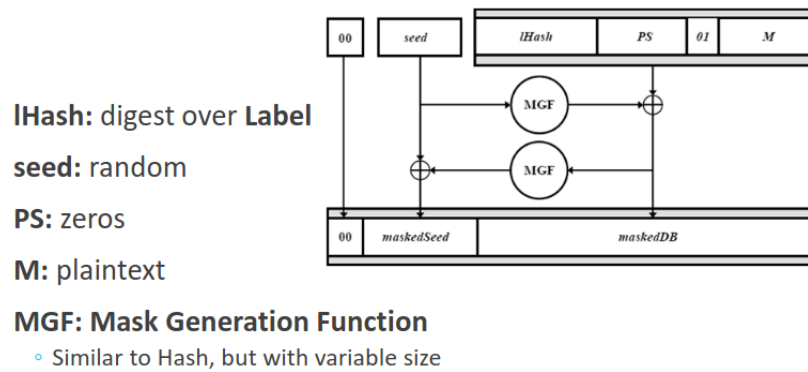 00 seed lHash PS 01 M
MGF
MGF
00 maskedSeed maskedDB
lHash: digest over Label
seed: random
PS: zeros
M: plaintext
MGF: Mask Generation Function
◦ Similar to Hash, but with variable size